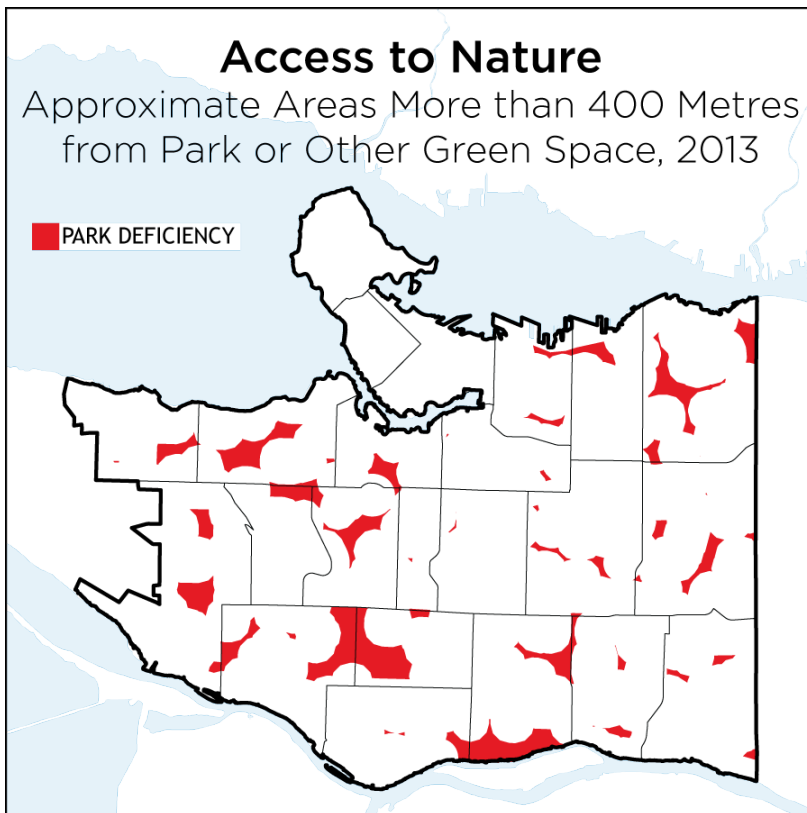 Access to Nature
Approximate Areas More than 400 Metres
from Park or Other Green Space, 2013
PARK DEFICIENCY